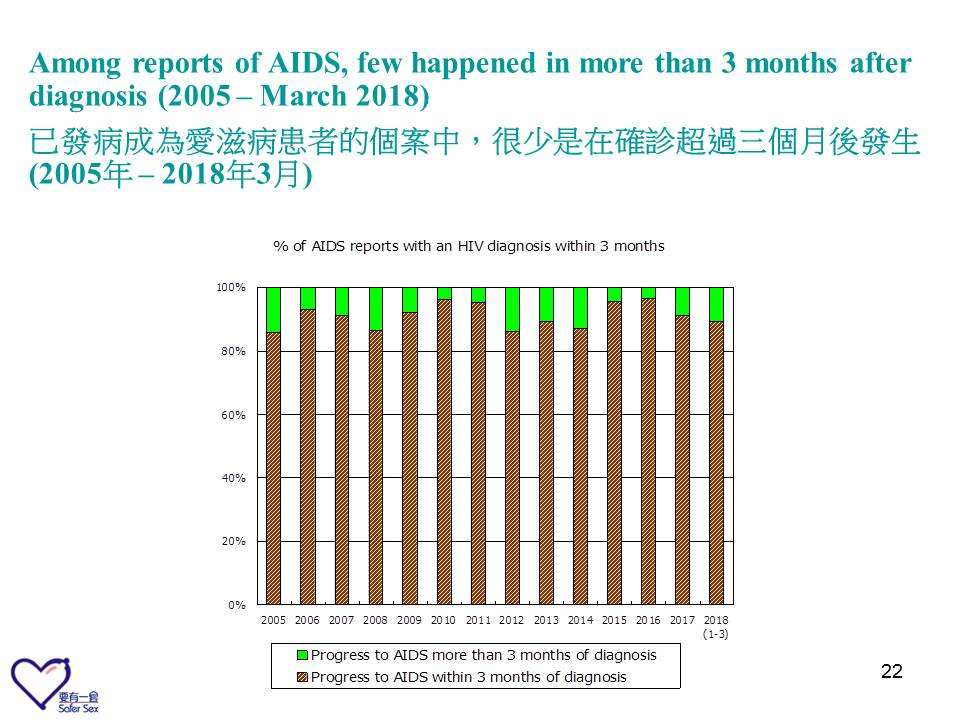 Among reports of AIDS, few happened in more than 3 months after
diagnosis (2005 – March 2018)
已發病成為愛滋病患者的個案中，很少是在確診超過三個月後發生
(2005年 – 2018年3月)
% of AIDS reports with an HIV diagnosis within 3 months
100%
80%
60%
40%
20%
0%
2005 2006 2007 2008 2009 2010 2011 2012 2013 2014 2015 2016 2017 2018
(1-3)
Progress to AIDS more than 3 months of diagnosis
Progress to AIDS within 3 months of diagnosis
要有一套
Safer Sex
22